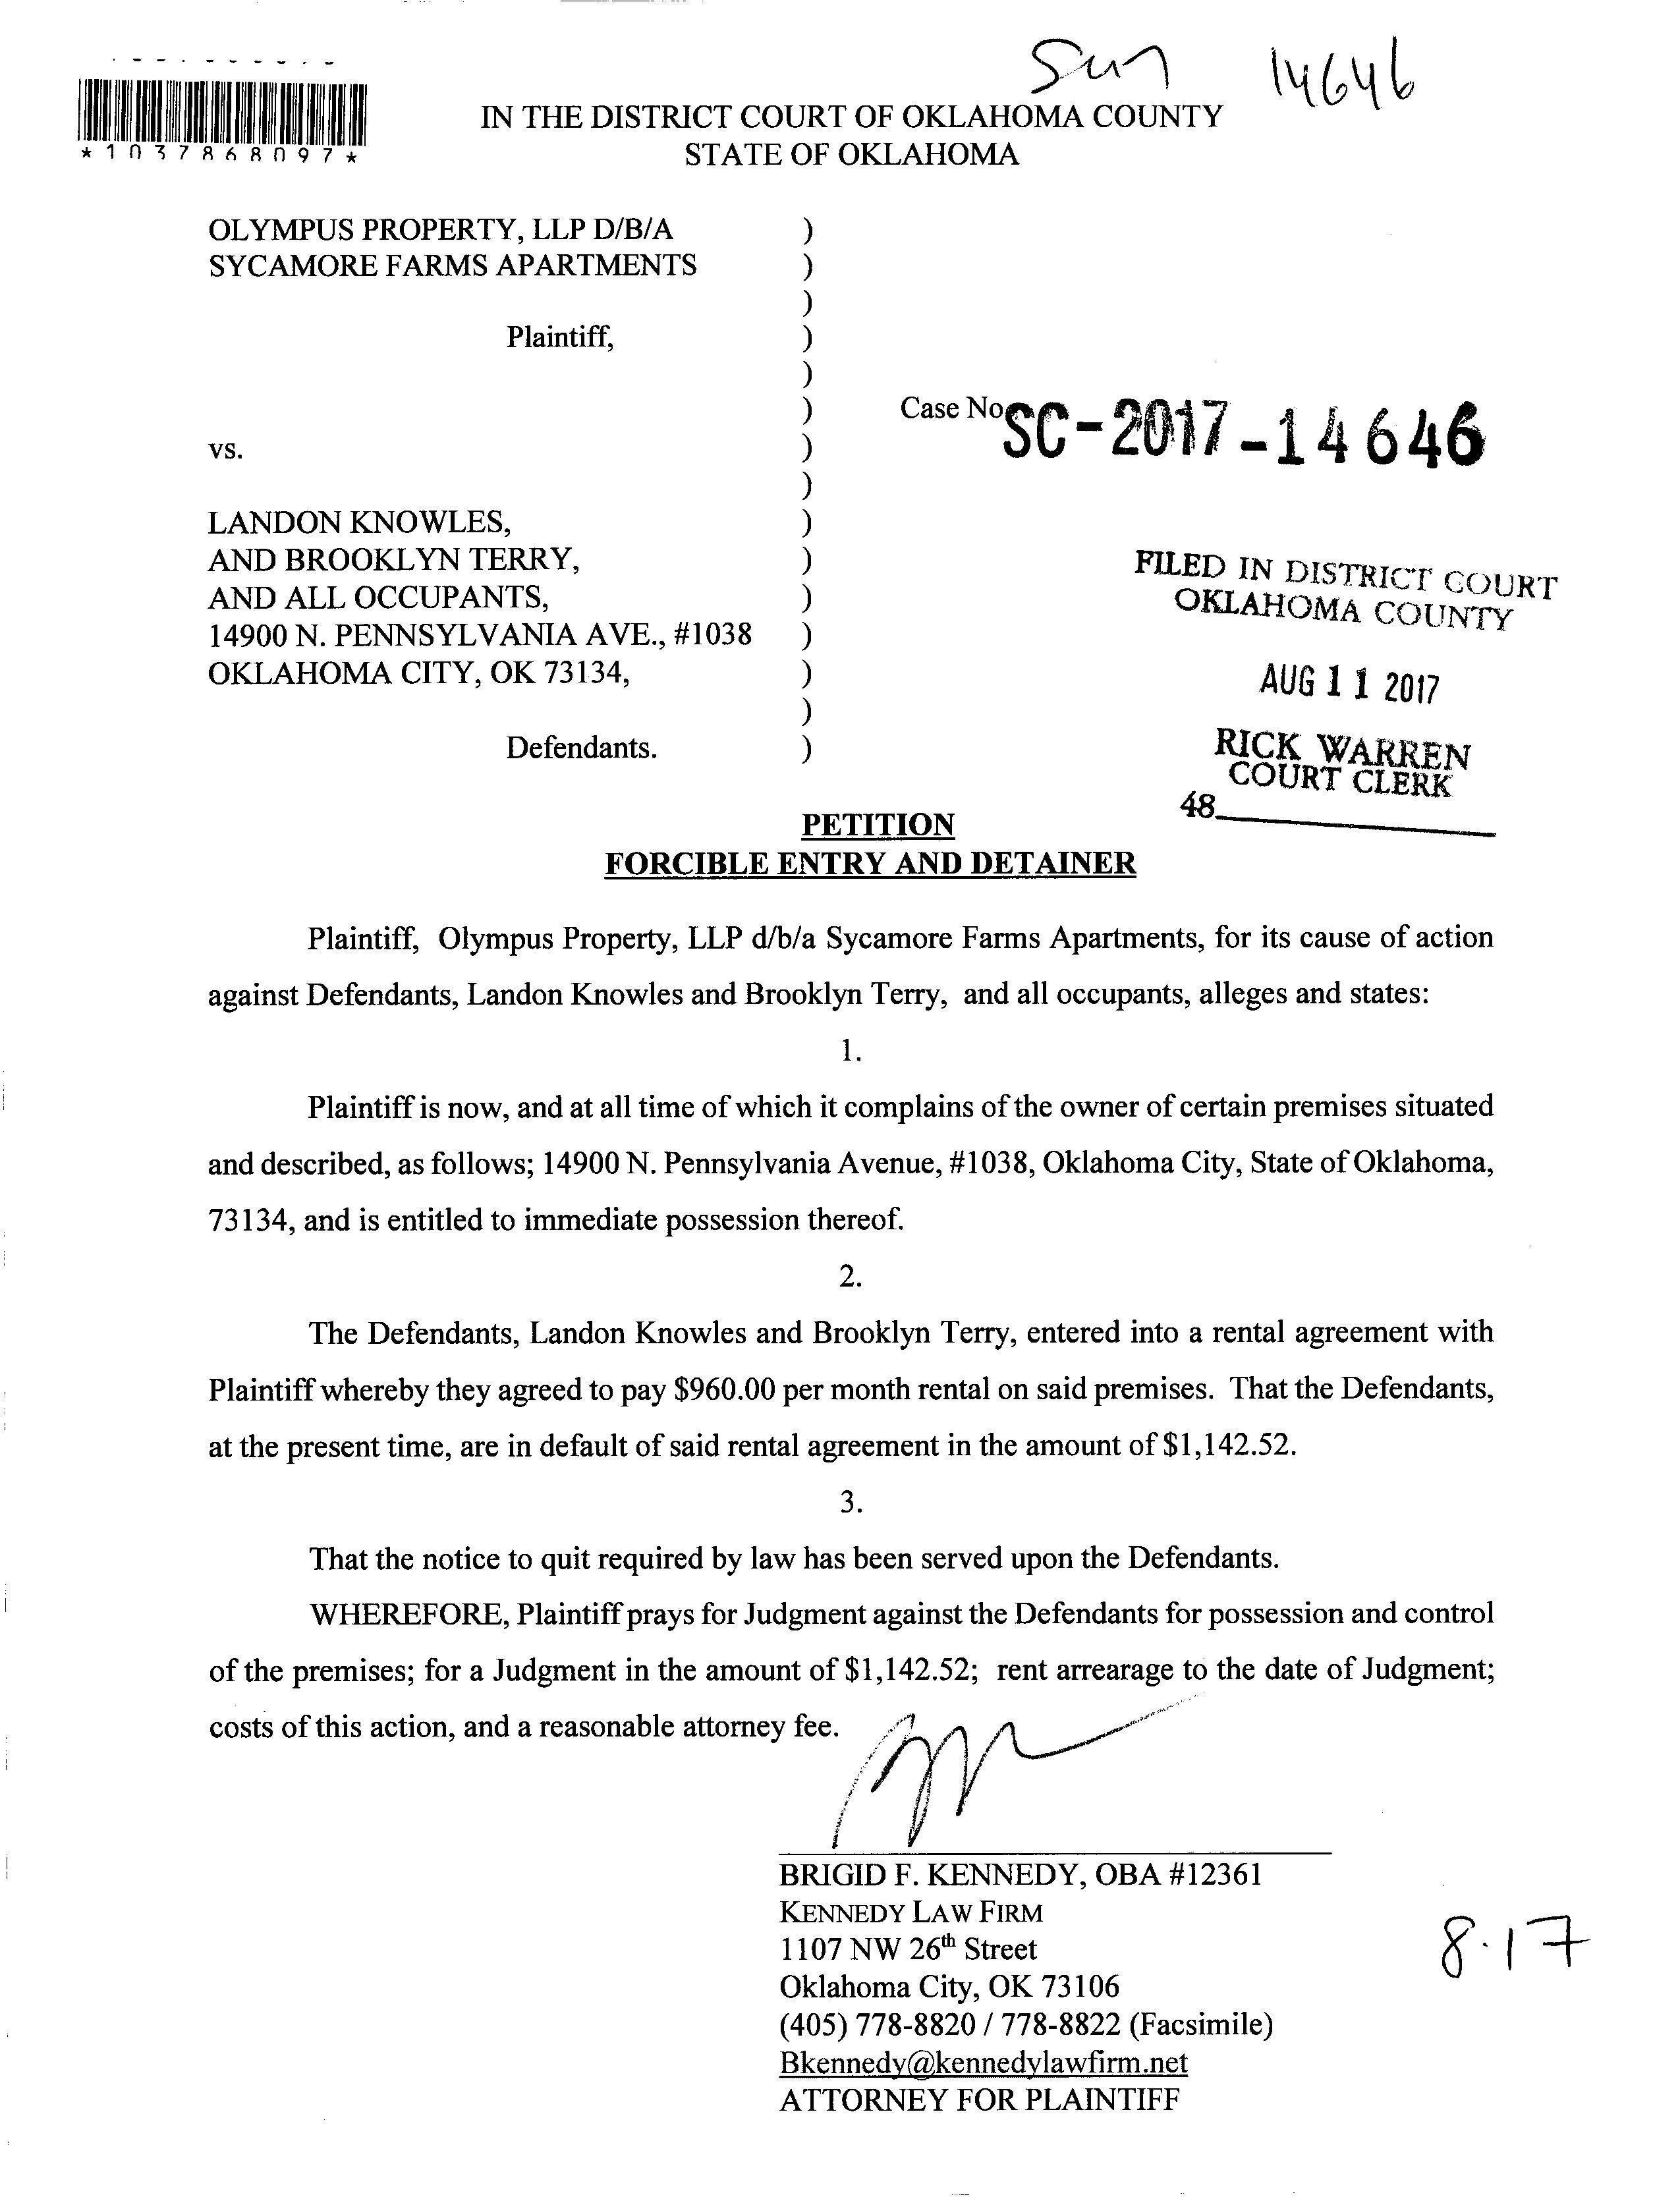 Sun 14646
*1037868097*
IN THE DISTRICT COURT OF OKLAHOMA COUNTY
STATE OF OKLAHOMA
OLYMPUS PROPERTY, LLP D/B/A )
SYCAMORE FARMS APARTMENTS )
)
Plaintiff, )
)
) Case No SC-2017-14646
vs. )
)
LANDON KNOWLES, )
AND BROOKLYN TERRY, )
AND ALL OCCUPANTS, )
14900 N. PENNSYLVANIA AVE., #1038 )
OKLAHOMA CITY, OK 73134, )
)
Defendants. )
FILED IN DISTRICT COURT
OKLAHOMA COUNTY
AUG 11 2017
RICK WARREN
COURT CLERK
48
PETITION
FORCIBLE ENTRY AND DETAINER
Plaintiff, Olympus Property, LLP d/b/a Sycamore Farms Apartments, for its cause of action
against Defendants, Landon Knowles and Brooklyn Terry, and all occupants, alleges and states:
1.
Plaintiff is now, and at all time of which it complains of the owner of certain premises situated
and described, as follows; 14900 N. Pennsylvania Avenue, #1038, Oklahoma City, State of Oklahoma,
73134, and is entitled to immediate possession thereof.
2.
The Defendants, Landon Knowles and Brooklyn Terry, entered into a rental agreement with
Plaintiff whereby they agreed to pay $960.00 per month rental on said premises. That the Defendants,
at the present time, are in default of said rental agreement in the amount of $1,142.52.
3.
That the notice to quit required by law has been served upon the Defendants.
WHEREFORE, Plaintiff prays for Judgment against the Defendants for possession and control
of the premises; for a Judgment in the amount of $1,142.52; rent arrearage to the date of Judgment;
costs of this action, and a reasonable attorney fee.
BRIGID F. KENNEDY, OBA #12361
KENNEDY LAW FIRM
1107 NW 26th Street
Oklahoma City, OK 73106
(405) 778-8820 / 778-8822 (Facsimile)
Bkennedy@kennedylawfirm.net
ATTORNEY FOR PLAINTIFF
8.17